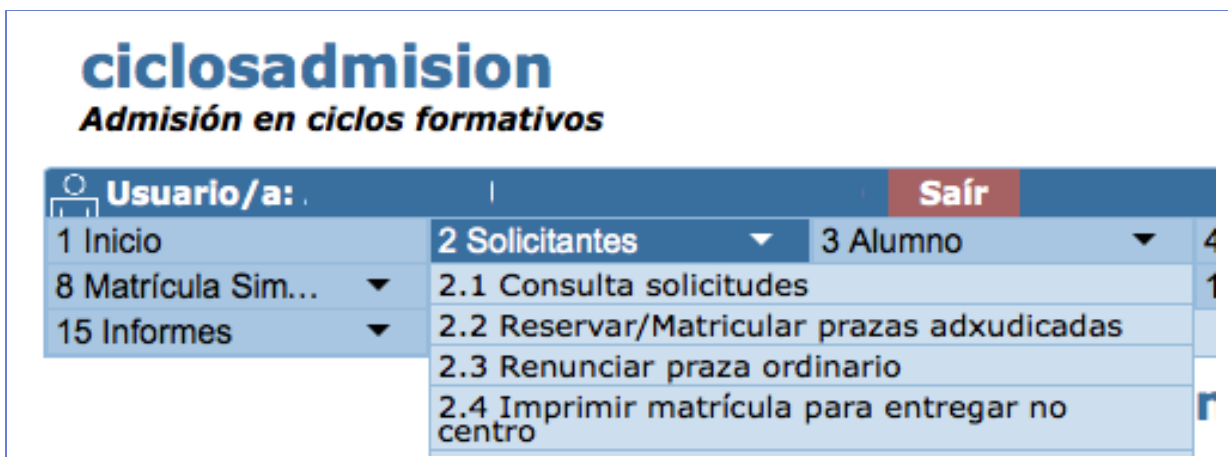 ciclosadmision
Admisión en ciclos formativos
Usuario/a:
Saír
1 Inicio
2 Solicitantes
3 Alumno
4
8 Matrícula Sim...
1
15 Informes
2.1 Consulta solicitudes
2.2 Reservar/Matricular prazas adxudicadas
2.3 Renunciar praza ordinario
2.4 Imprimir matrícula para entregar no
centro